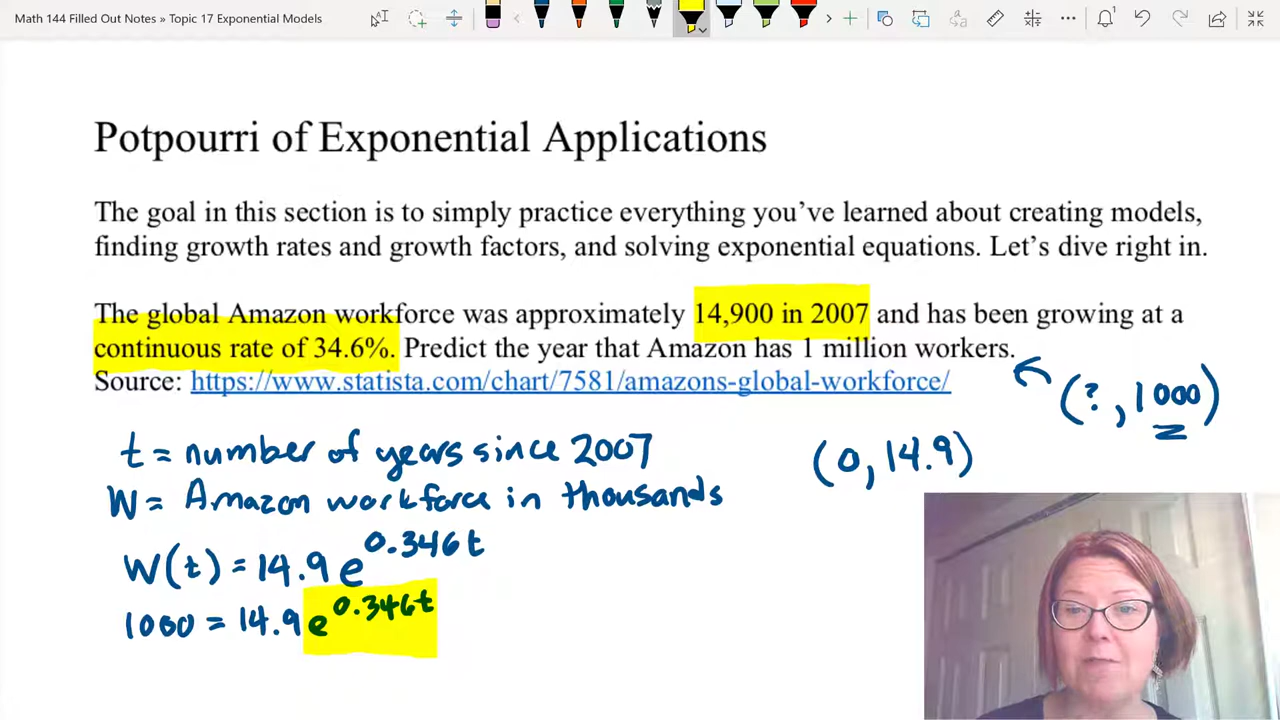 Math 144 Filled Out Notes » Topic 17 Exponential Models
Potpourri of Exponential Applications
The goal in this section is to simply practice everything you’ve learned about creating models,
finding growth rates and growth factors, and solving exponential equations. Let’s dive right in.
The global Amazon workforce was approximately 14,900 in 2007 and has been growing at a
continuous rate of 34.6%. Predict the year that Amazon has 1 million workers.
Source: https://www.statista.com/chart/7581/amazons-global-workforce/
(?, 1000)
(0, 14.9)
t = number of years since 2007
W = Amazon workforce in thousands
W(t) = 14.9 e^0.346t
1000 = 14.9 e^0.346t